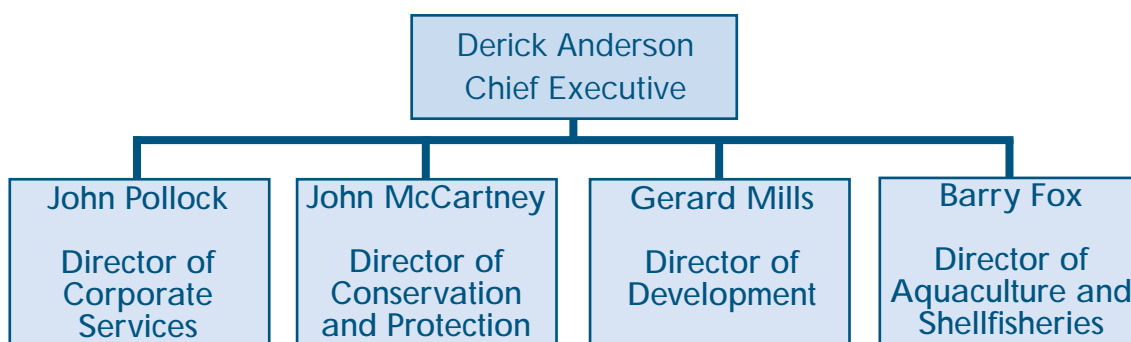 Derick Anderson
Chief Executive
John Pollock
Director of
Corporate
Services
John McCartney
Director of
Conservation
and Protection
Gerard Mills
Director of
Development
Barry Fox
Director of
Aquaculture and
Shellfisheries